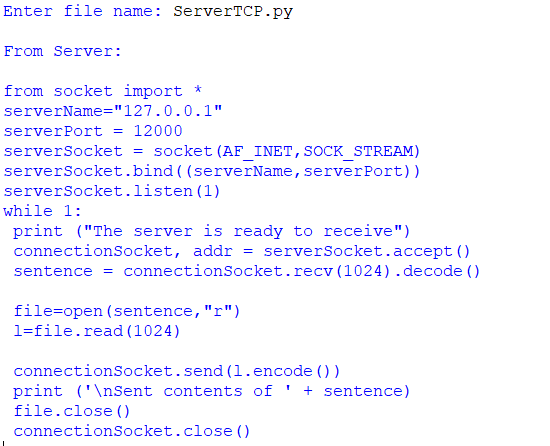 Enter file name: ServerTCP.py
From Server:
from socket import *
serverName="127.0.0.1"
serverPort = 12000
serverSocket = socket(AF_INET,SOCK_STREAM)
serverSocket.bind((serverName,serverPort))
serverSocket.listen(1)
while 1:
 print ("The server is ready to receive")
 connectionSocket, addr = serverSocket.accept()
 sentence = connectionSocket.recv(1024).decode()
 file=open(sentence,"r")
 l=file.read(1024)
 connectionSocket.send(l.encode())
 print ('\nSent contents of ' + sentence)
 file.close()
 connectionSocket.close()